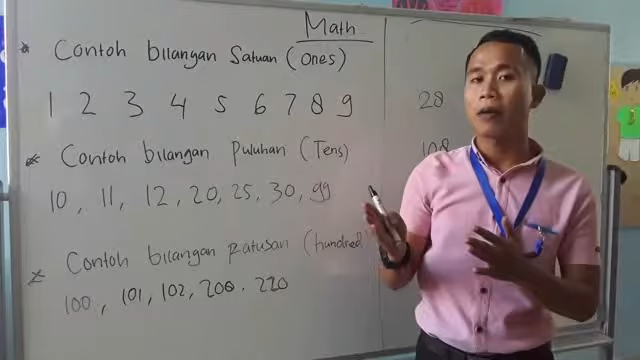 Math
* Contoh bilangan Satuan (Ones)
1 2 3 4 5 6 7 8 9
* Contoh bilangan Puluhan (Tens)
10, 11, 12, 20, 25, 30, 99
* Contoh bilangan Ratusan (hundred)
100, 101, 102, 200. 220
28
108